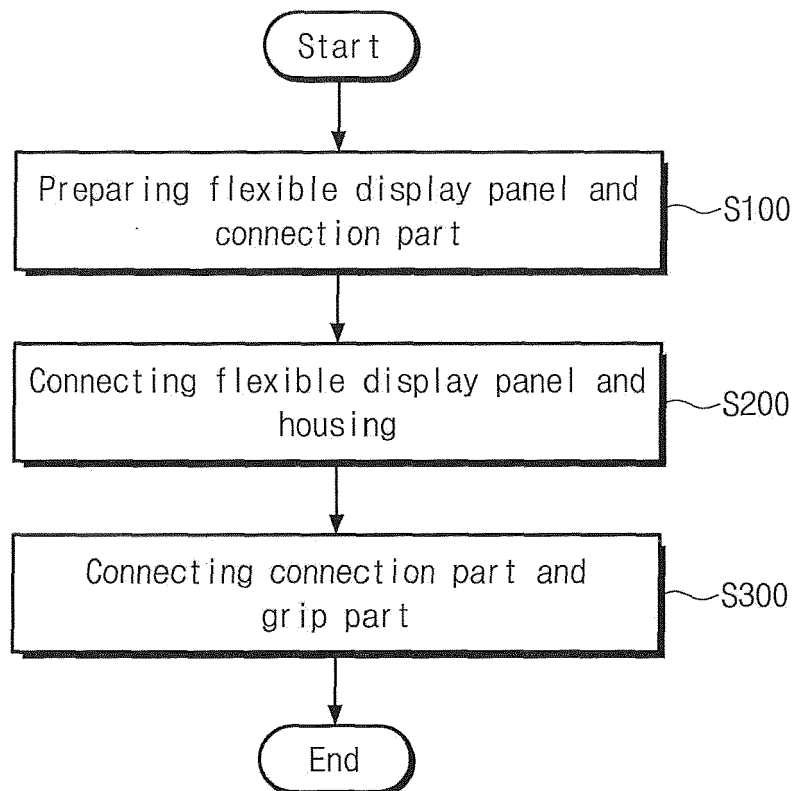 Start
Preparing flexible display panel and
connection part
S100
Connecting flexible display panel and
housing
S200
Connecting connection part and
grip part
S300
End